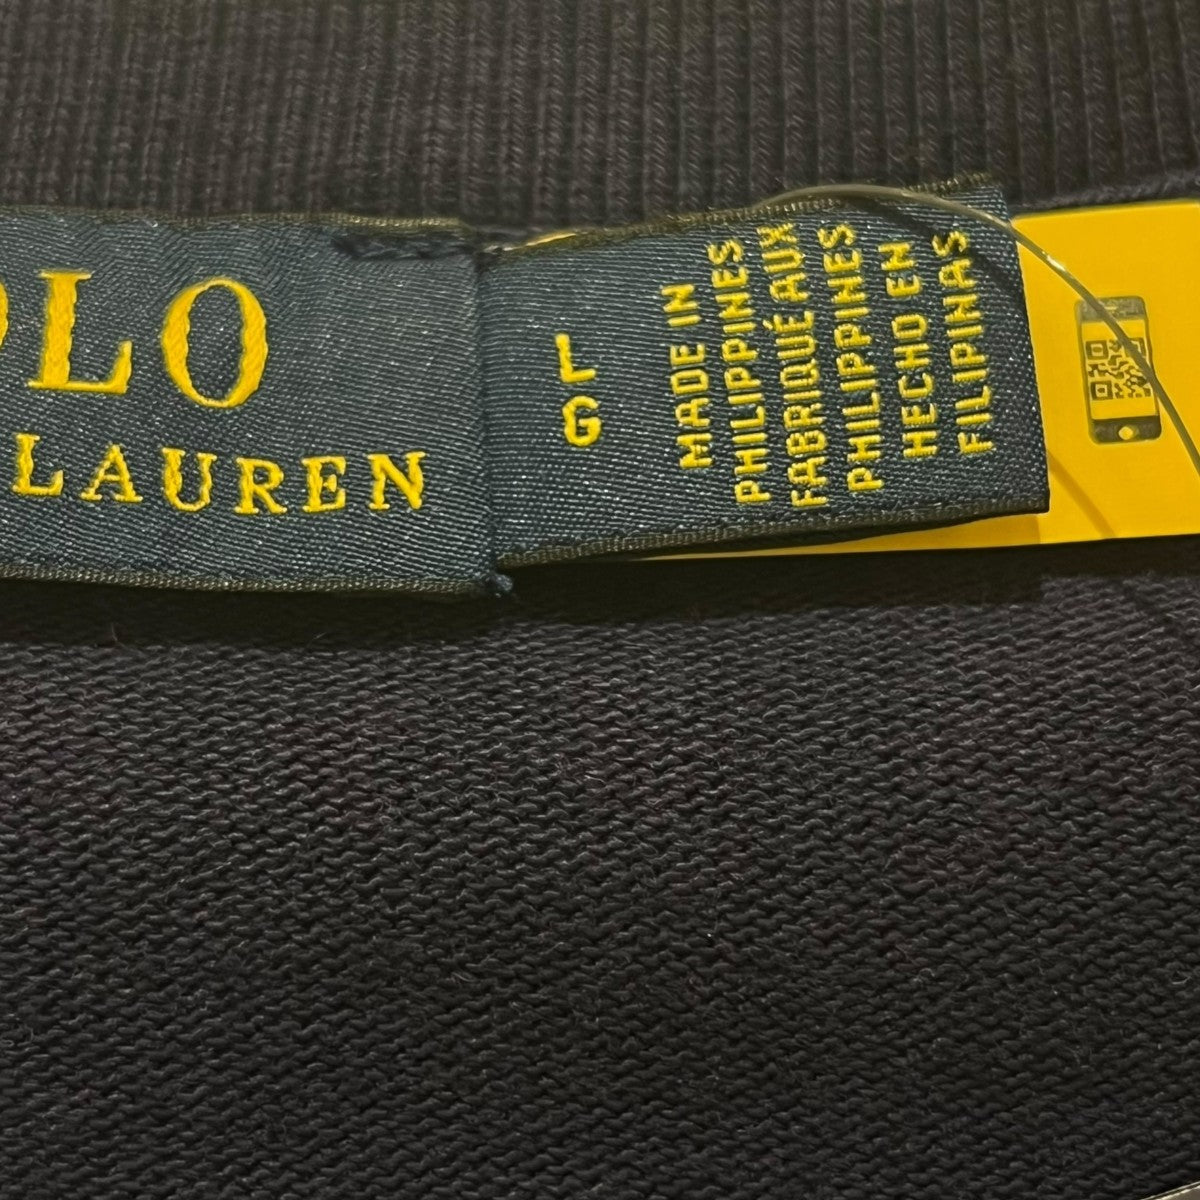 OLO
LAUREN
L
G
MADE IN
PHILIPPINES
FABRIQUÉ AUX
PHILIPPINES
HECHO EN
FILIPINAS